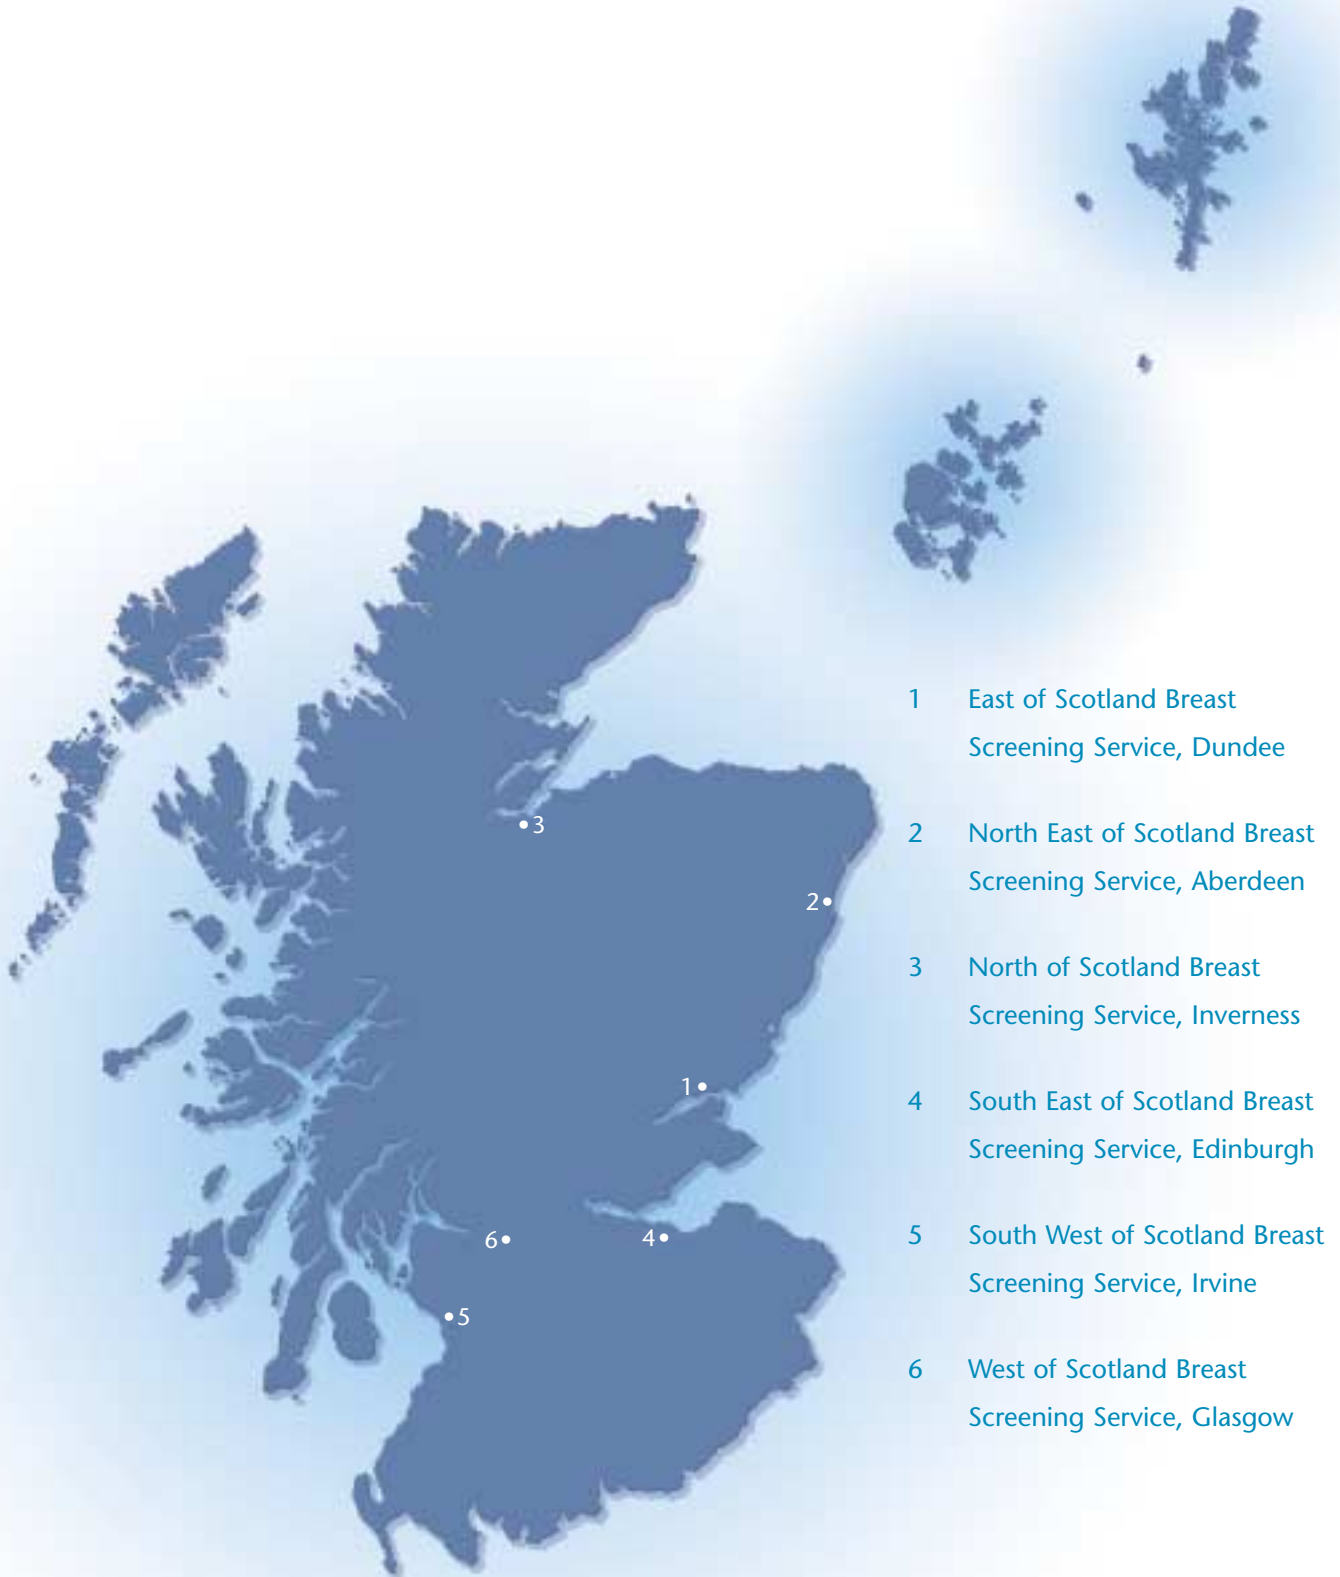 3
2
1
6
4
5
1 East of Scotland Breast
Screening Service, Dundee
2 North East of Scotland Breast
Screening Service, Aberdeen
3 North of Scotland Breast
Screening Service, Inverness
4 South East of Scotland Breast
Screening Service, Edinburgh
5 South West of Scotland Breast
Screening Service, Irvine
6 West of Scotland Breast
Screening Service, Glasgow